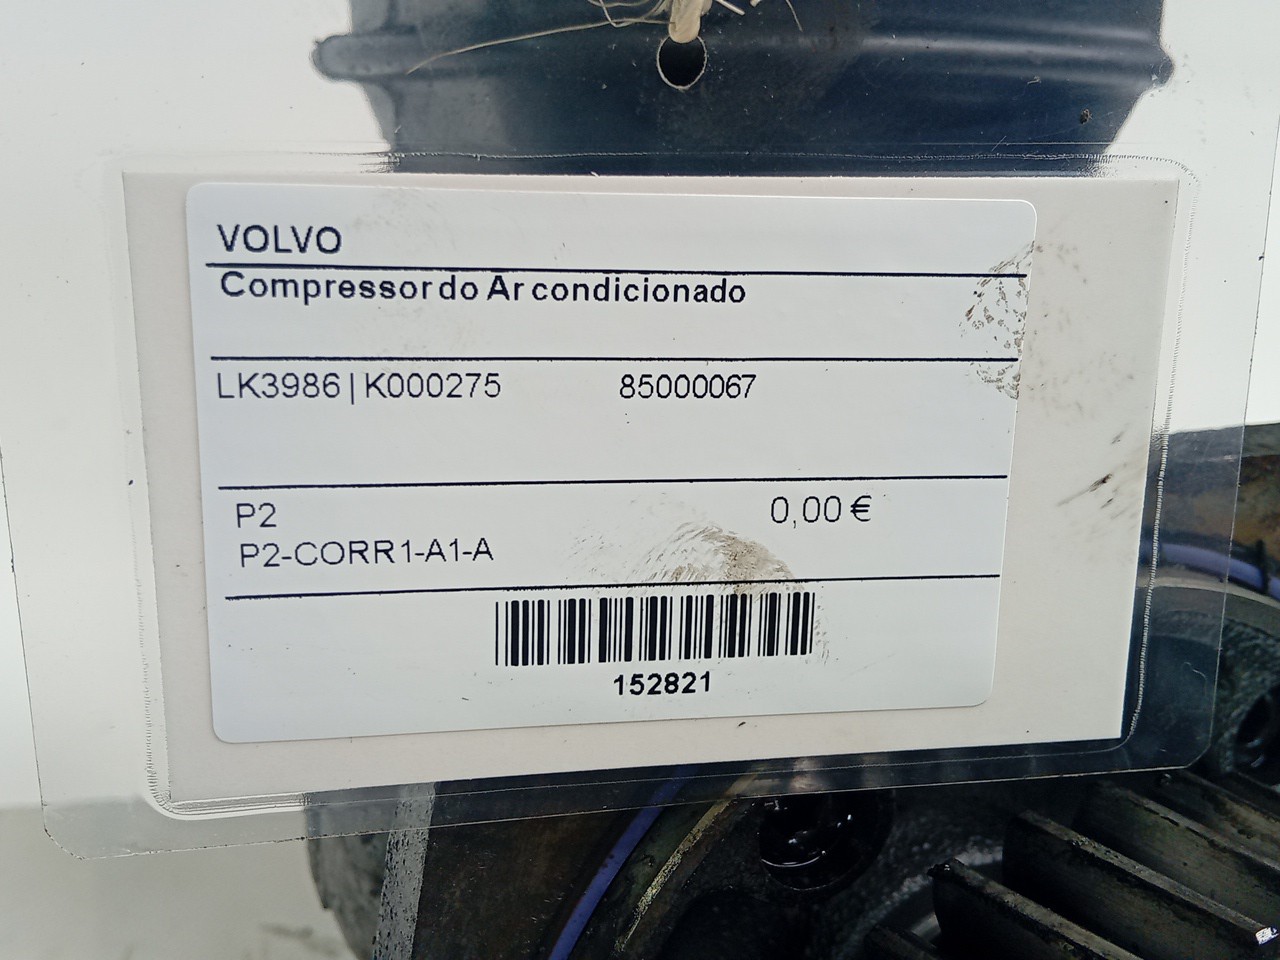 VOLVO
Compressor do Ar condicionado
LK3986 | K000275 85000067
P2 0,00 €
P2-CORR1-A1-A
152821